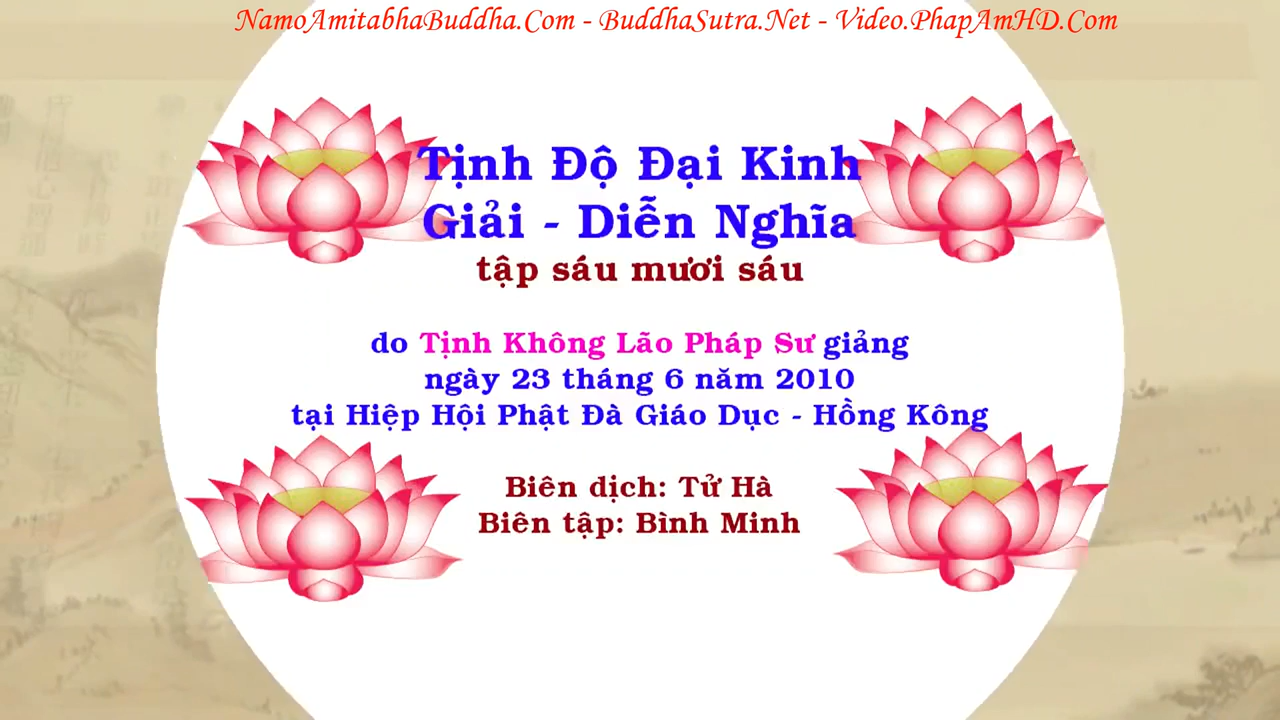 NamoAmitabhaBuddha.Com - BuddhaSutra.Net - Video.PhapAmHD.Com
Tịnh Độ Đại Kinh
Giải - Diễn Nghĩa
tập sáu mươi sáu
do Tịnh Không Lão Pháp Sư giảng
ngày 23 tháng 6 năm 2010
tại Hiệp Hội Phật Đà Giáo Dục - Hồng Kông
Biên dịch: Tử Hà
Biên tập: Bình Minh